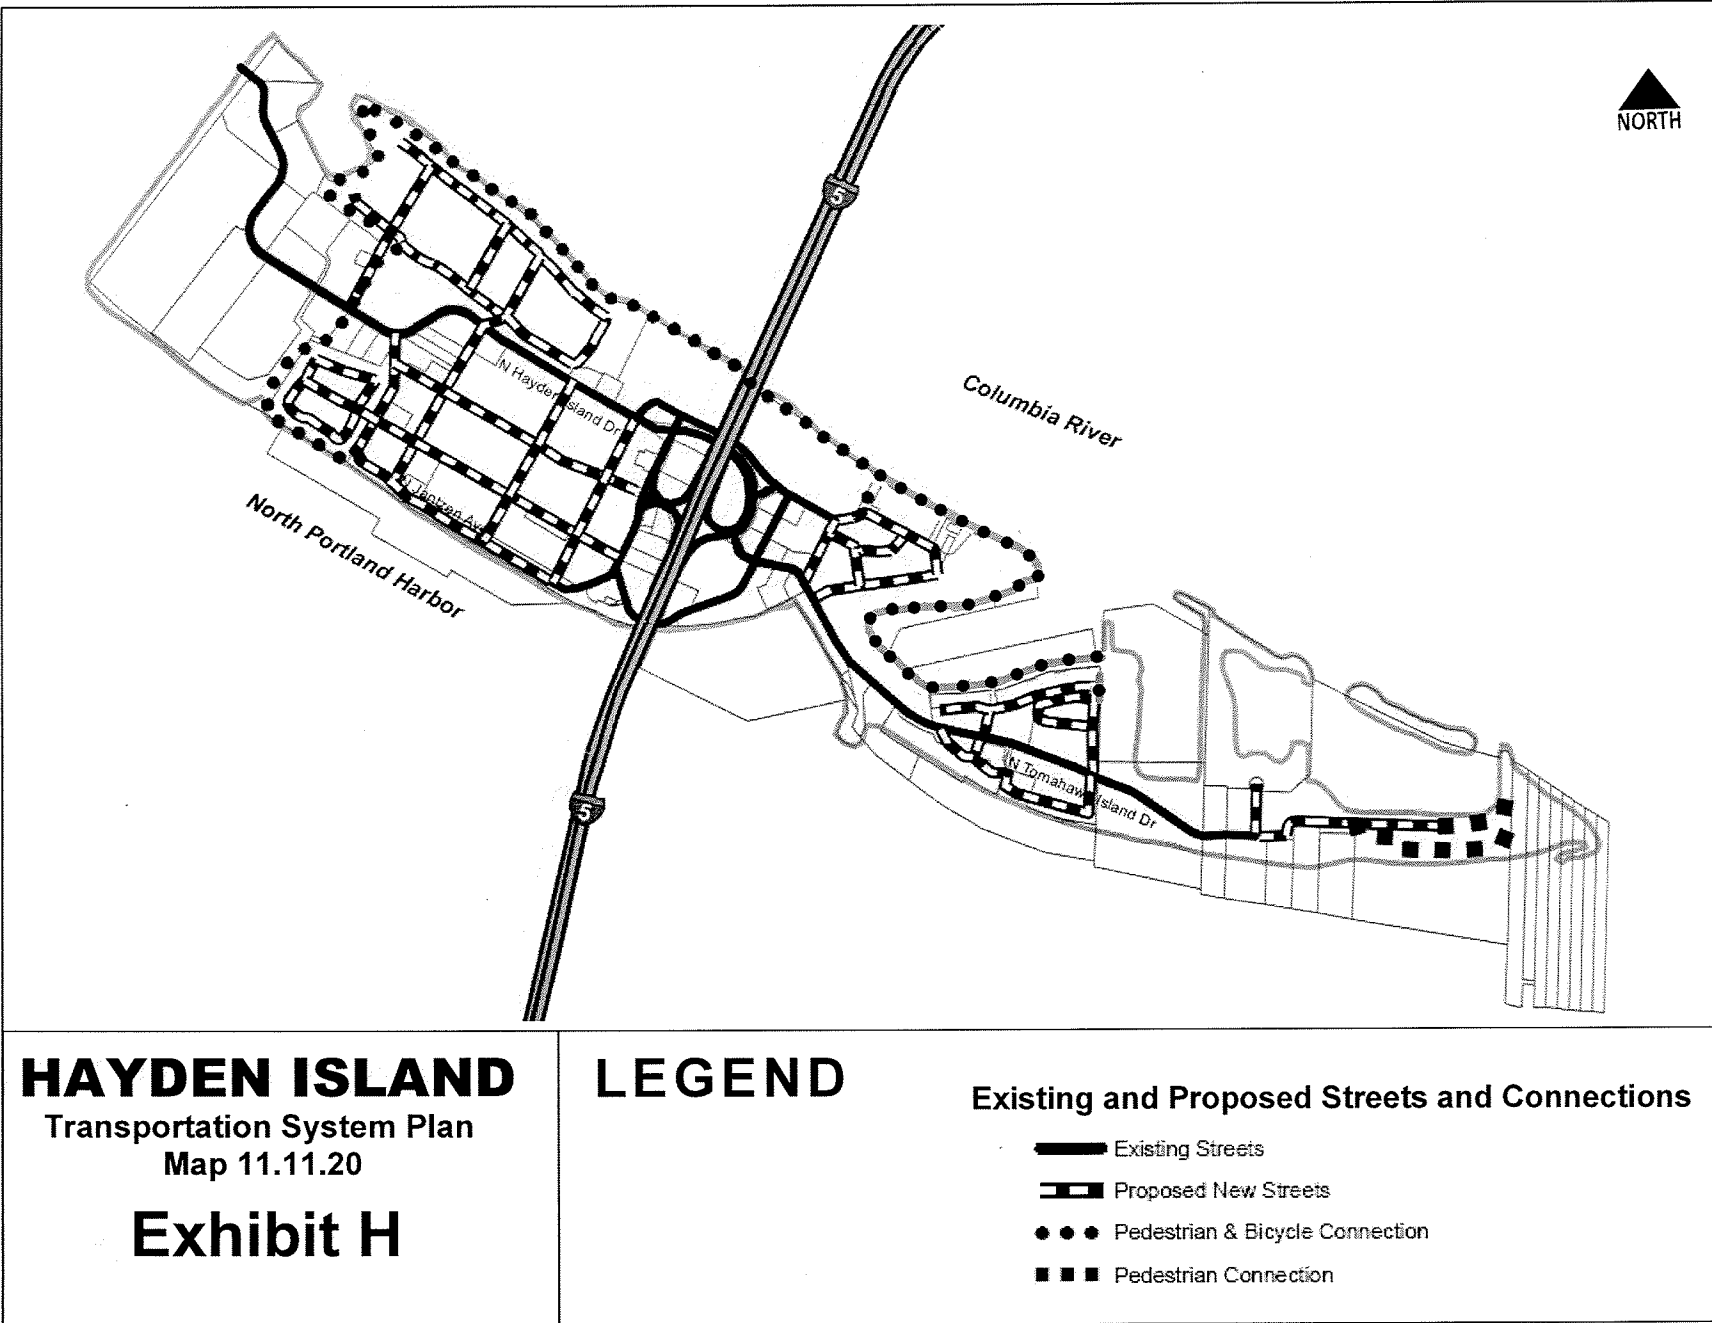 NORTH
5
Columbia River
N Hayden Island Dr
N Jantzen Av
North Portland Harbor
N Tomahaw Island Dr
5
HAYDEN ISLAND
Transportation System Plan
Map 11.11.20
Exhibit H
LEGEND
Existing and Proposed Streets and Connections
Existing Streets
Proposed New Streets
Pedestrian & Bicycle Connection
Pedestrian Connection